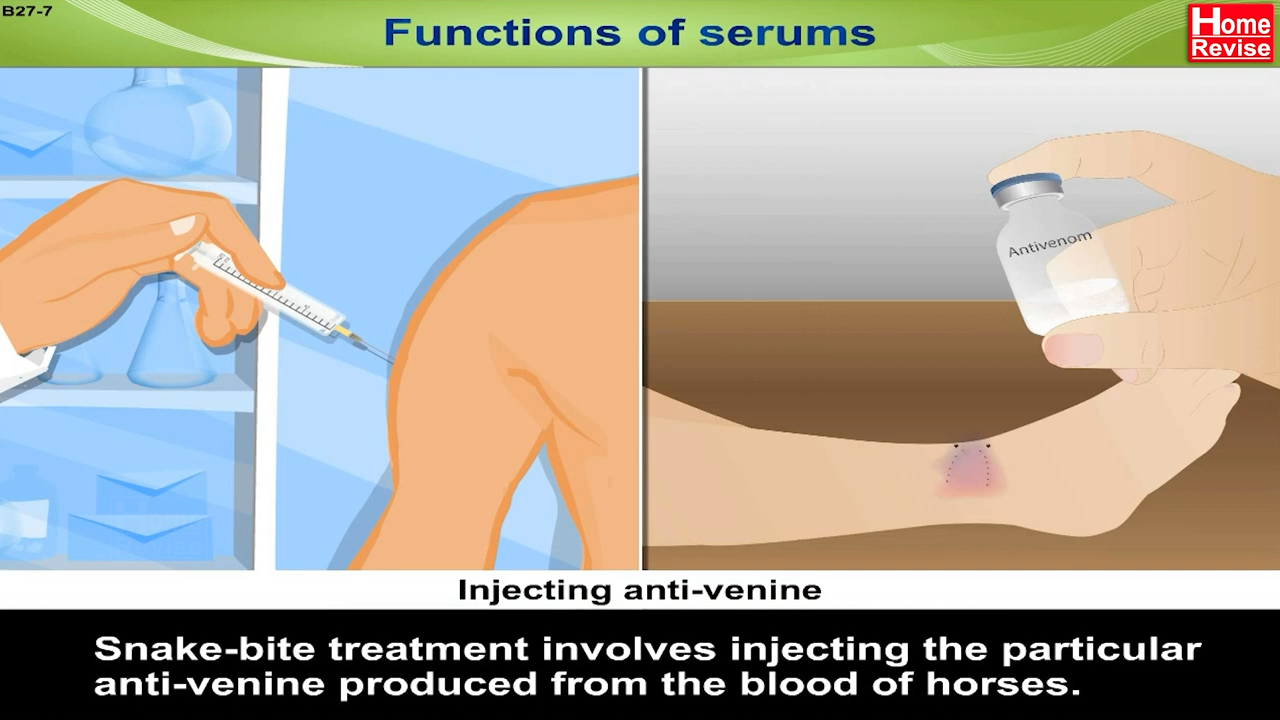 B27-7
Functions of serums
Home
Revise
Antivenom
Injecting anti-venine
Snake-bite treatment involves injecting the particular
anti-venine produced from the blood of horses.